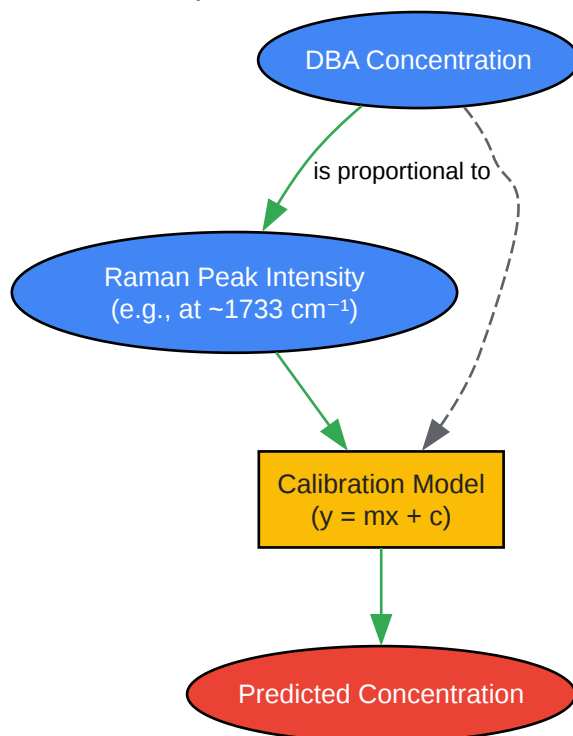 DBA Concentration
is proportional to
Raman Peak Intensity
(e.g., at ~1733 cm⁻¹)
Calibration Model
(y = mx + c)
Predicted Concentration